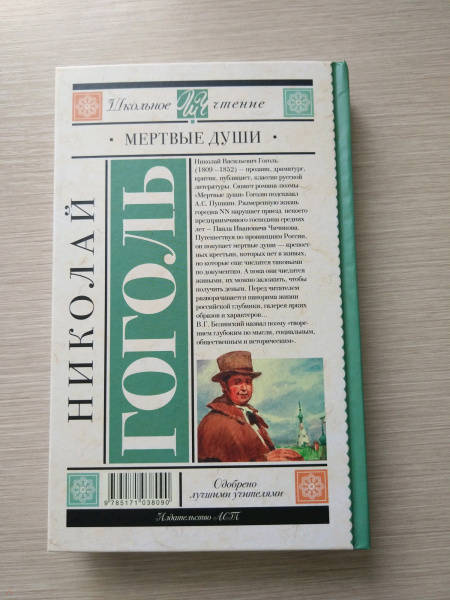 Школьное ШЧ чтение
• МЕРТВЫЕ ДУШИ •
НИКОЛАЙ
ГОГОЛЬ
Николай Васильевич Гоголь
(1809 – 1852) — прозаик, драматург,
критик, публицист, классик русской
литературы. Сюжет романа-поэмы
«Мертвые души» Гоголю подсказал
А.С. Пушкин. Размеренную жизнь
городка NN нарушает приезд некоего
предприимчивого господина средних
лет — Павла Ивановича Чичикова.
Путешествуя по провинциям России,
он покупает мертвые души — крепост-
ных крестьян, которых нет в живых,
но которые еще числятся таковыми
по документам. А пока они числятся
живыми, их можно заложить, чтобы
получить деньги. Перед читателем
разворачивается панорама жизни
российской глубинки, галерея ярких
образов и характеров...
В.Г. Белинский назвал поэму «творе-
нием глубоким по мысли, социальным,
общественным и историческим».
9 785171 038090
Одобрено
лучшими учителями
Издательство АСТ